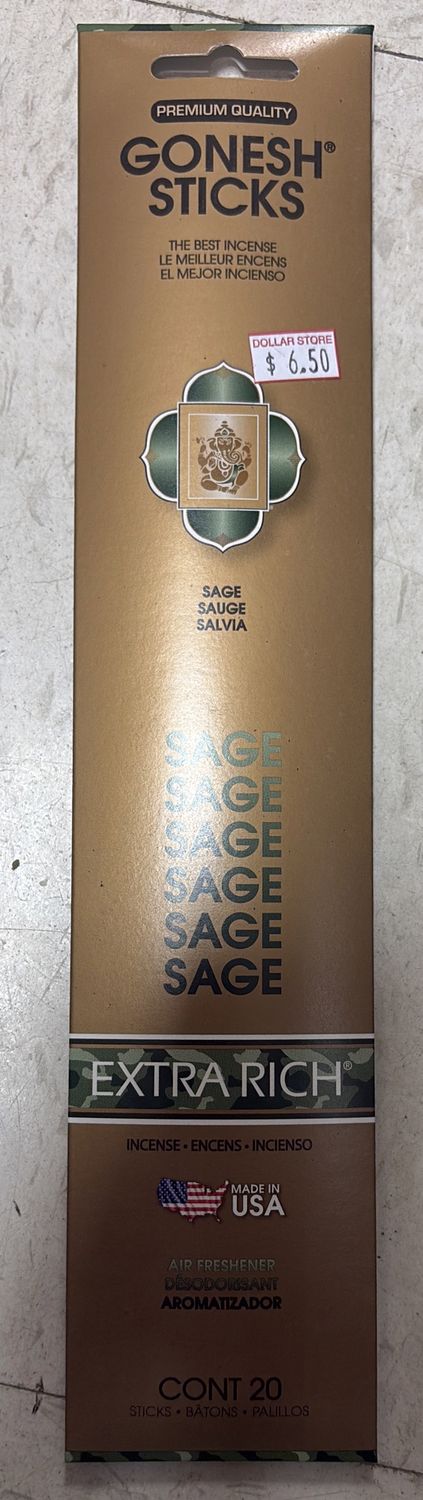 PREMIUM QUALITY
GONESH®
STICKS
THE BEST INCENSE
LE MEILLEUR ENCENS
EL MEJOR INCIENSO
DOLLAR STORE
$ 6.50
SAGE
SAUGE
SALVIA
SAGE
SAGE
SAGE
SAGE
SAGE
SAGE
EXTRA RICH®
INCENSE • ENCENS • INCIENSO
MADE IN
USA
AIR FRESHENER
DÉSODORISANT
AROMATIZADOR
CONT 20
STICKS • BÂTONS • PALILLOS